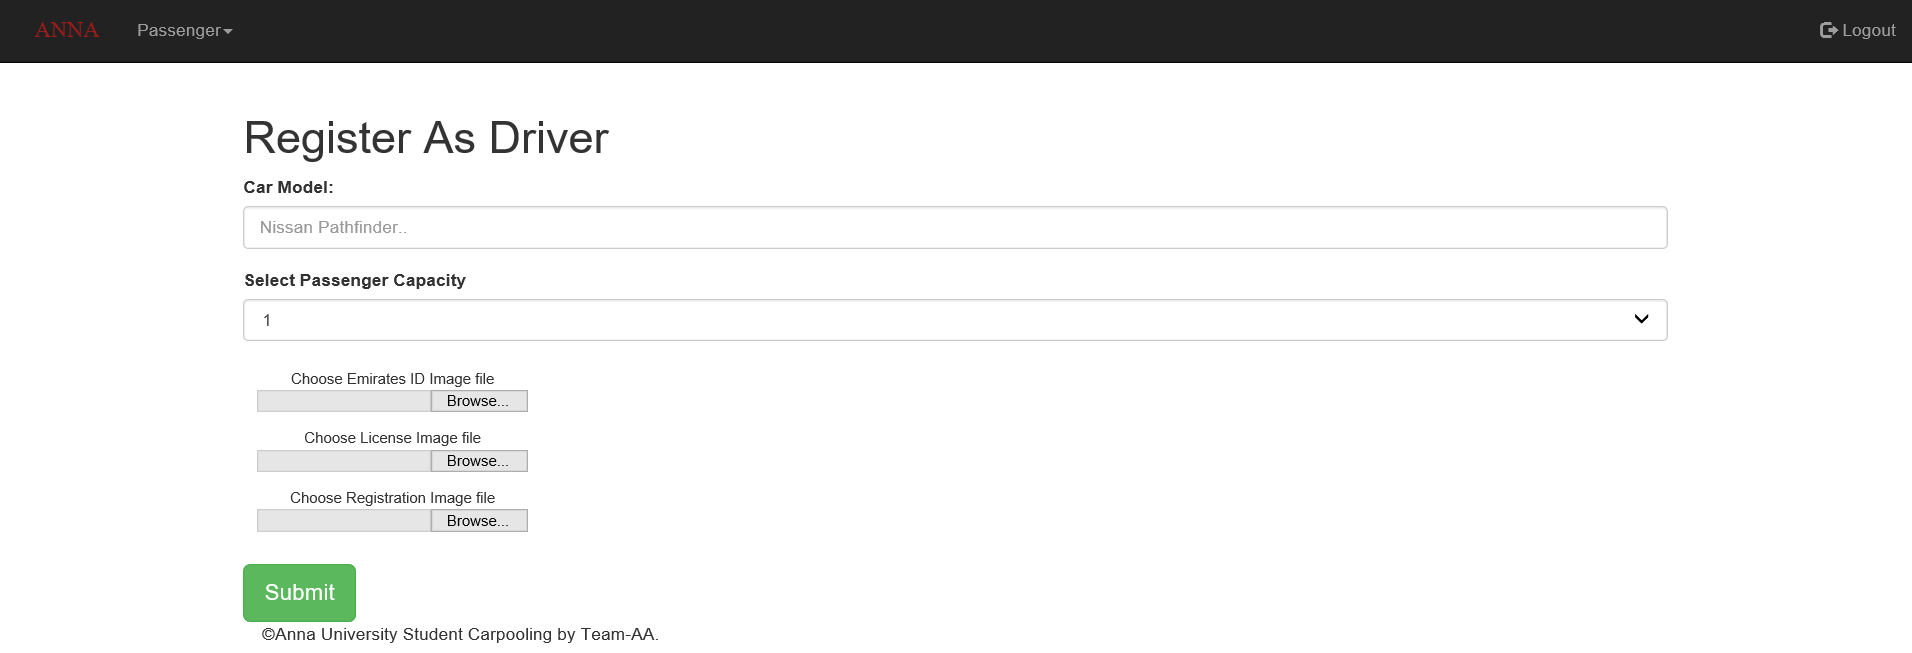 ANNA Passenger Logout
Register As Driver
Car Model:
Nissan Pathfinder..
Select Passenger Capacity
1
Choose Emirates ID Image file
Browse...
Choose License Image file
Browse...
Choose Registration Image file
Browse...
Submit
©Anna University Student Carpooling by Team-AA.